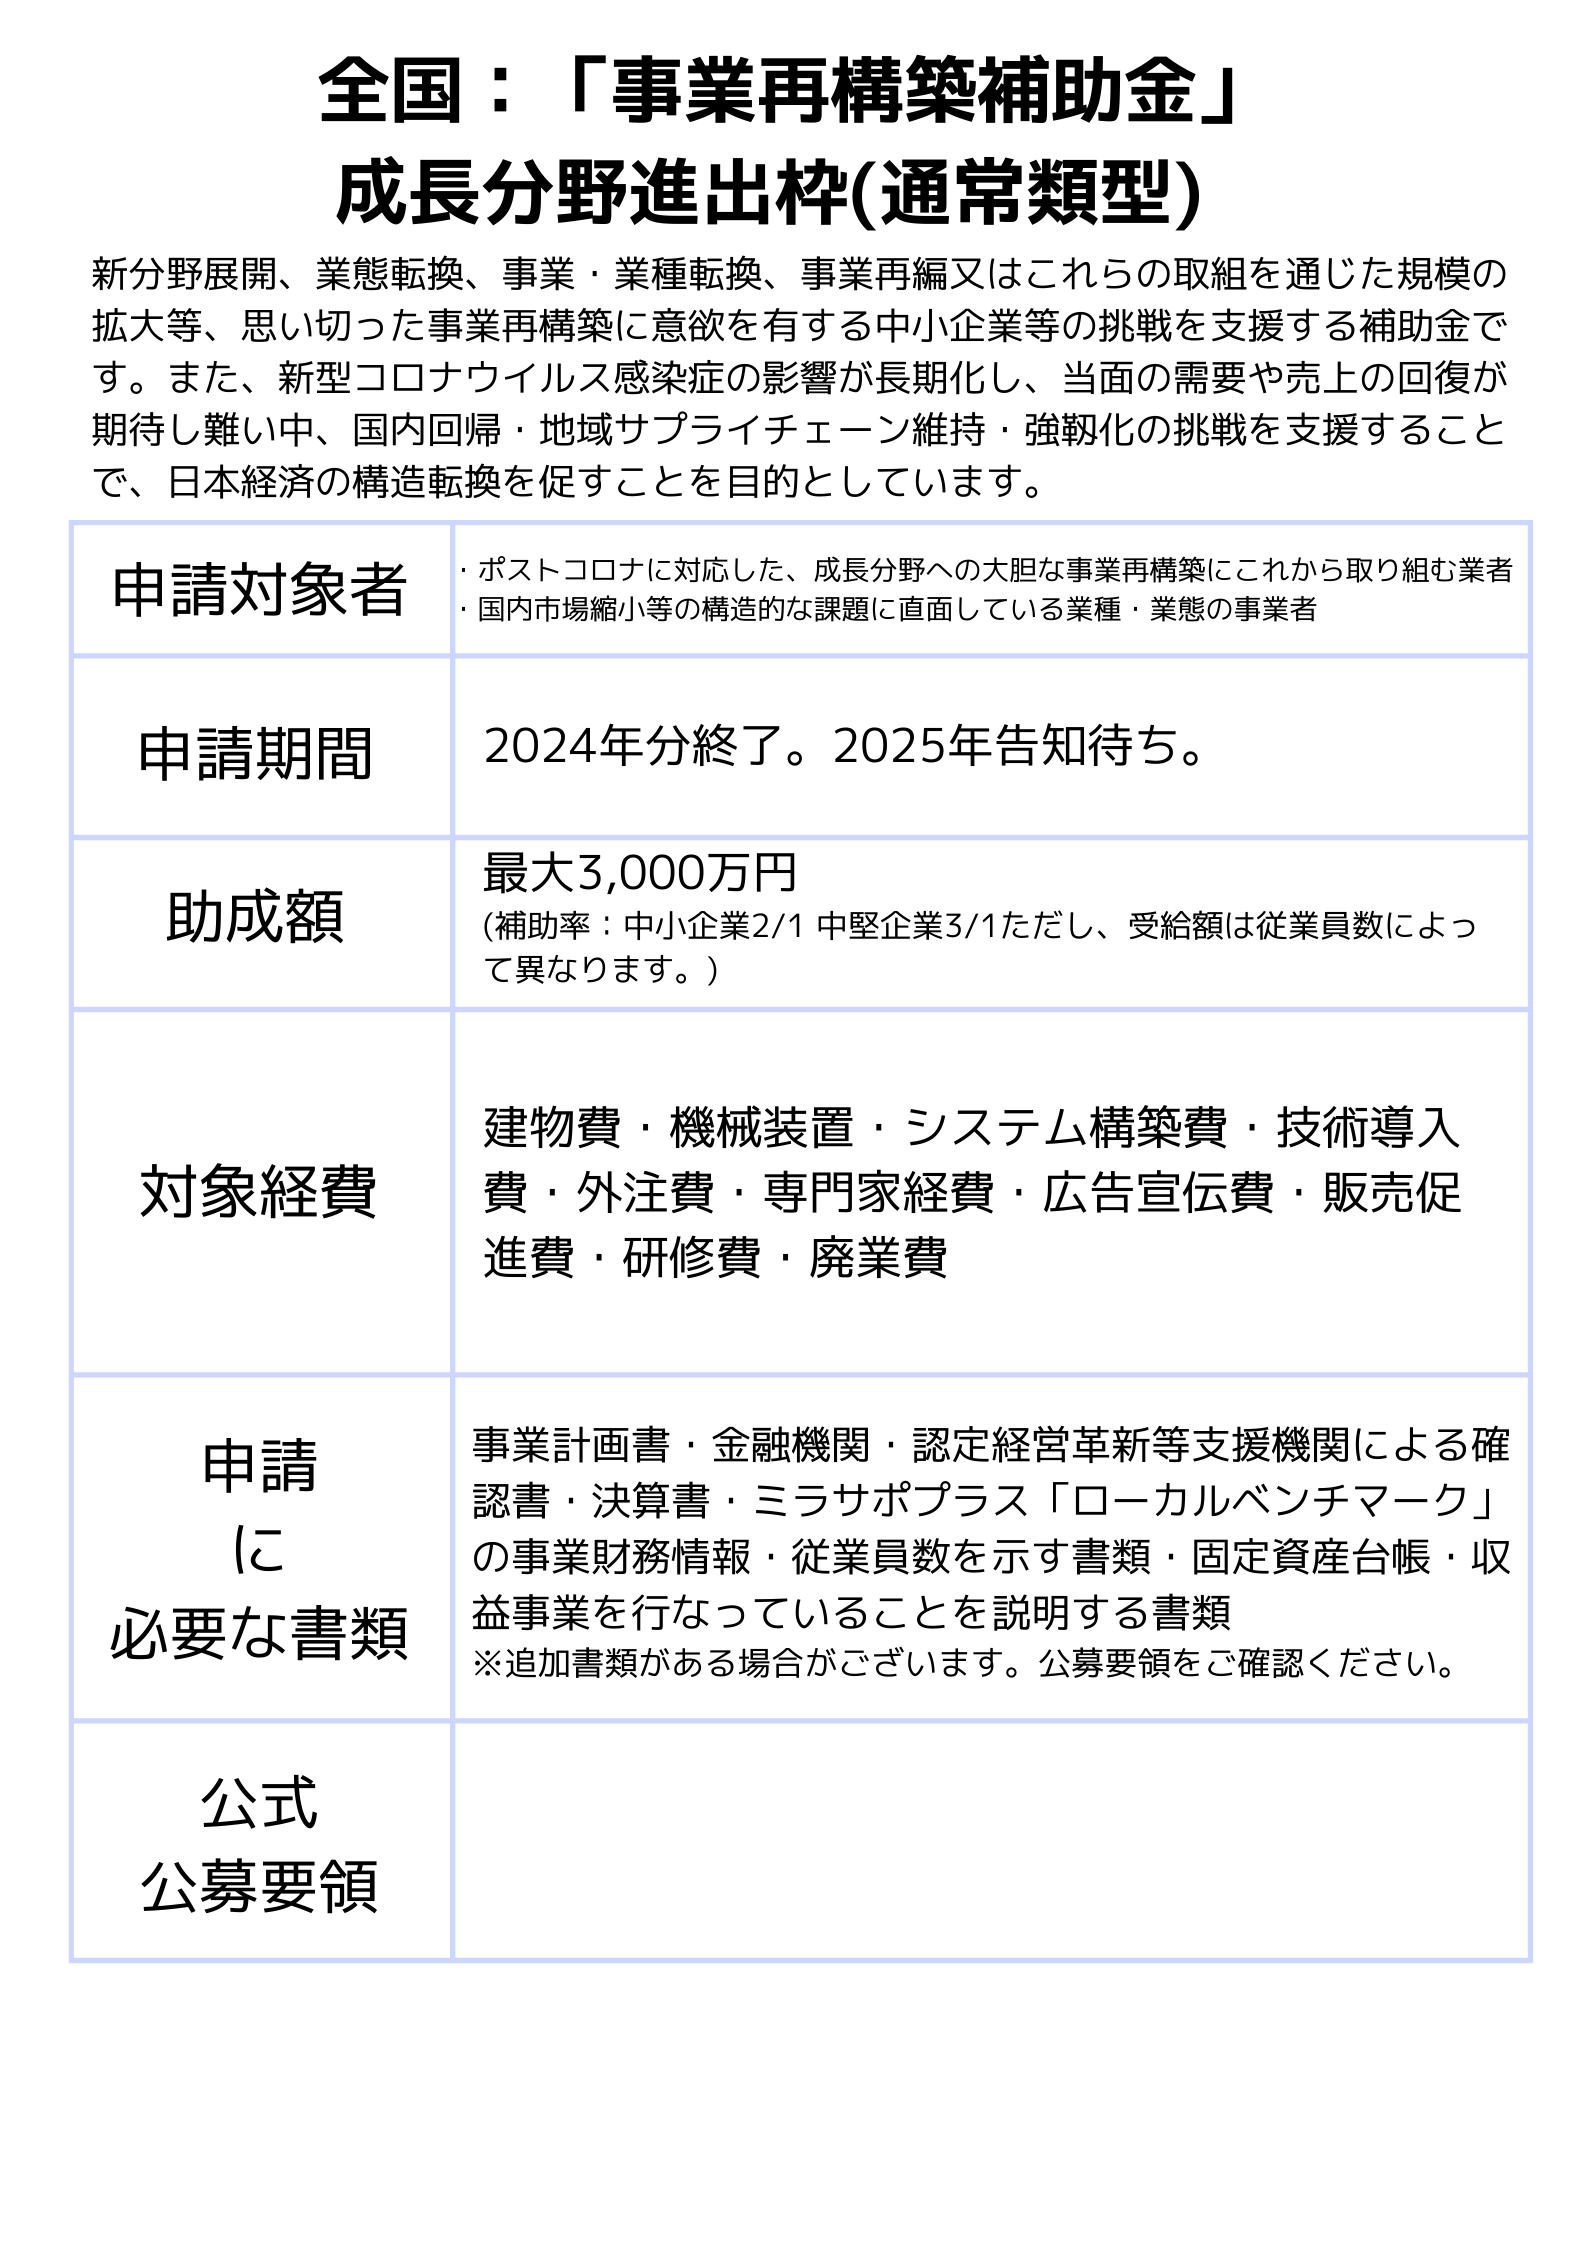 全国：「事業再構築補助金」
成長分野進出枠(通常類型)
新分野展開、業態転換、事業・業種転換、事業再編又はこれらの取組を通じた規模の
拡大等、思い切った事業再構築に意欲を有する中小企業等の挑戦を支援する補助金で
す。また、新型コロナウイルス感染症の影響が長期化し、当面の需要や売上の回復が
期待し難い中、国内回帰・地域サプライチェーン維持・強靱化の挑戦を支援すること
で、日本経済の構造転換を促すことを目的としています。
申請対象者
・ポストコロナに対応した、成長分野への大胆な事業再構築にこれから取り組む業者
・国内市場縮小等の構造的な課題に直面している業種・業態の事業者
申請期間
2024年分終了。2025年告知待ち。
助成額
最大3,000万円
(補助率：中小企業2/1 中堅企業3/1ただし、受給額は従業員数によっ
て異なります。)
対象経費
建物費・機械装置・システム構築費・技術導入
費・外注費・専門家経費・広告宣伝費・販売促
進費・研修費・廃業費
申請
に
必要な書類
事業計画書・金融機関・認定経営革新等支援機関による確
認書・決算書・ミラサポプラス「ローカルベンチマーク」
の事業財務情報・従業員数を示す書類・固定資産台帳・収
益事業を行なっていることを説明する書類
※追加書類がある場合がございます。公募要領をご確認ください。
公式
公募要領